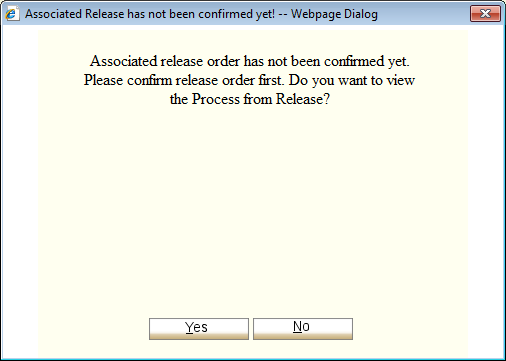 Associated Release has not been confirmed yet! -- Webpage Dialog
Associated release order has not been confirmed yet.
Please confirm release order first. Do you want to view
the Process from Release?
Yes
No